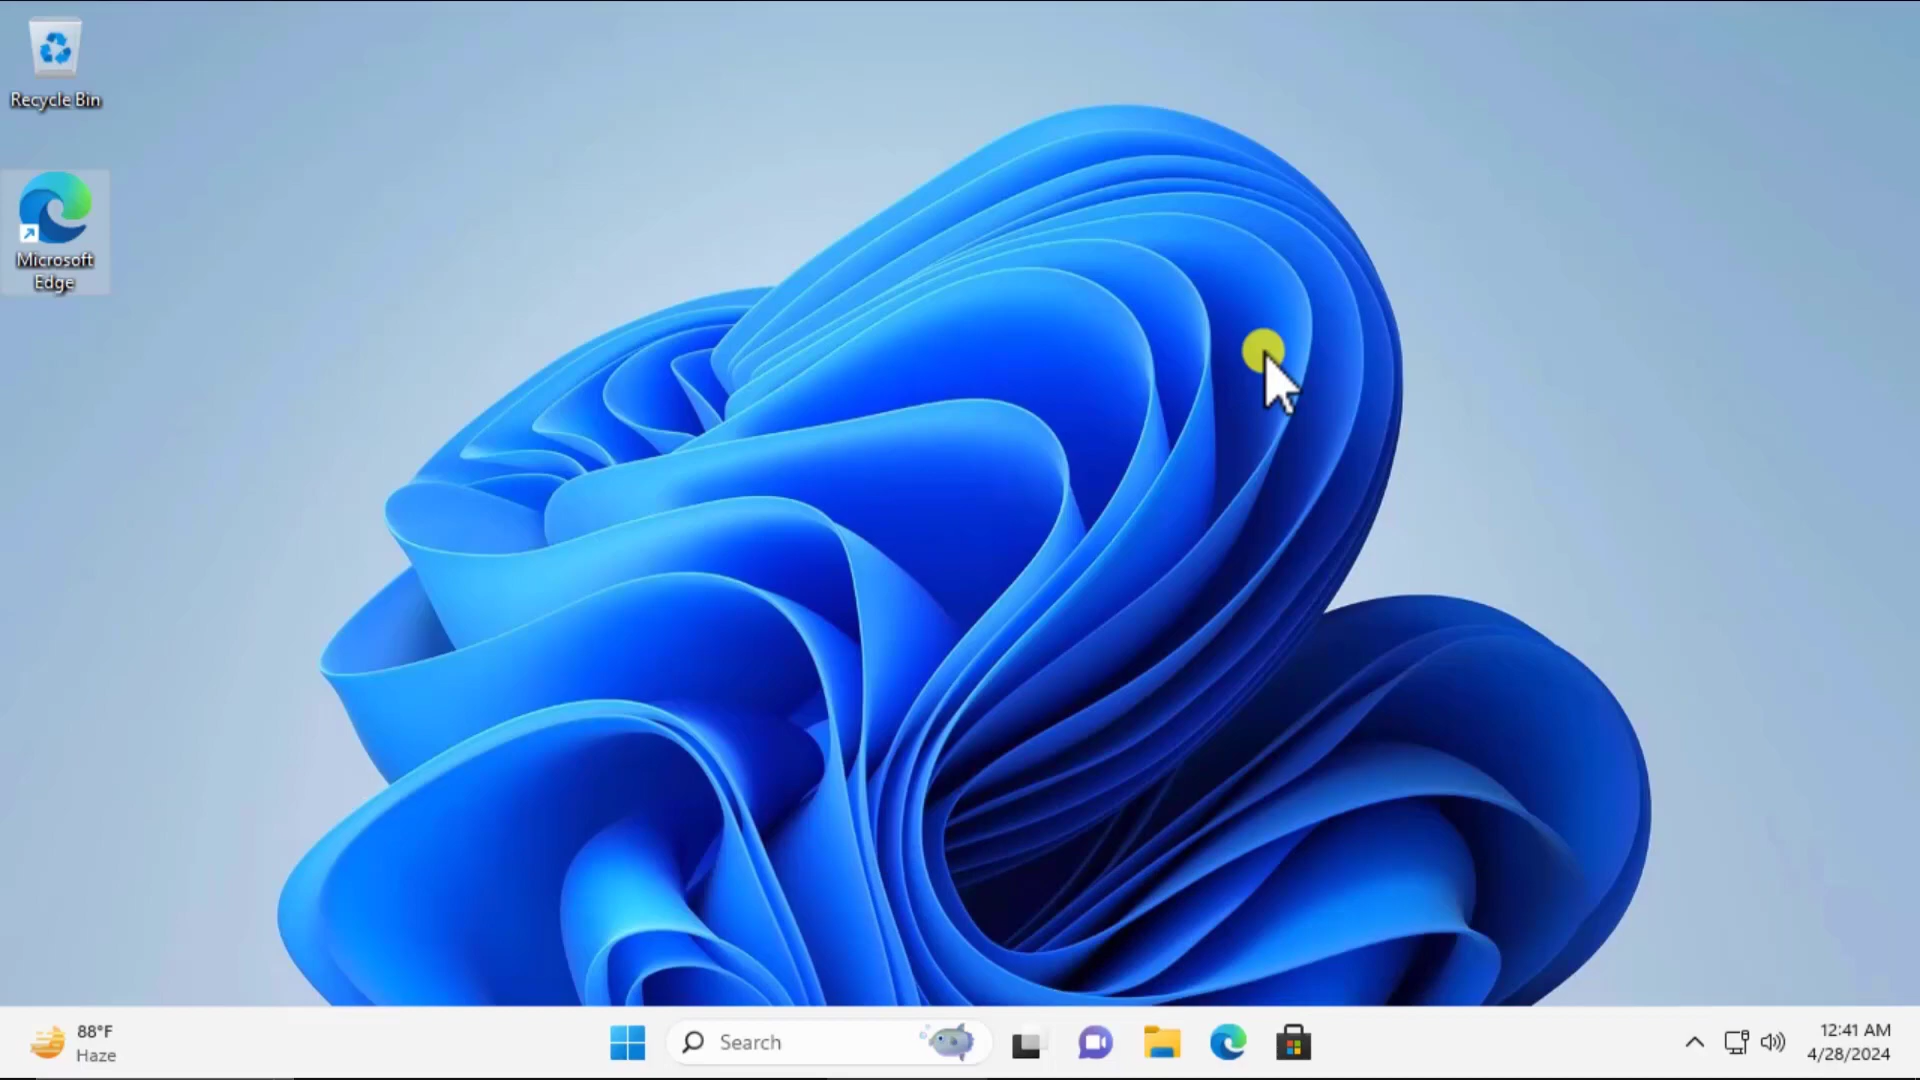 Recycle Bin
Microsoft
Edge
88°F
Haze
Search
12:41 AM
4/28/2024